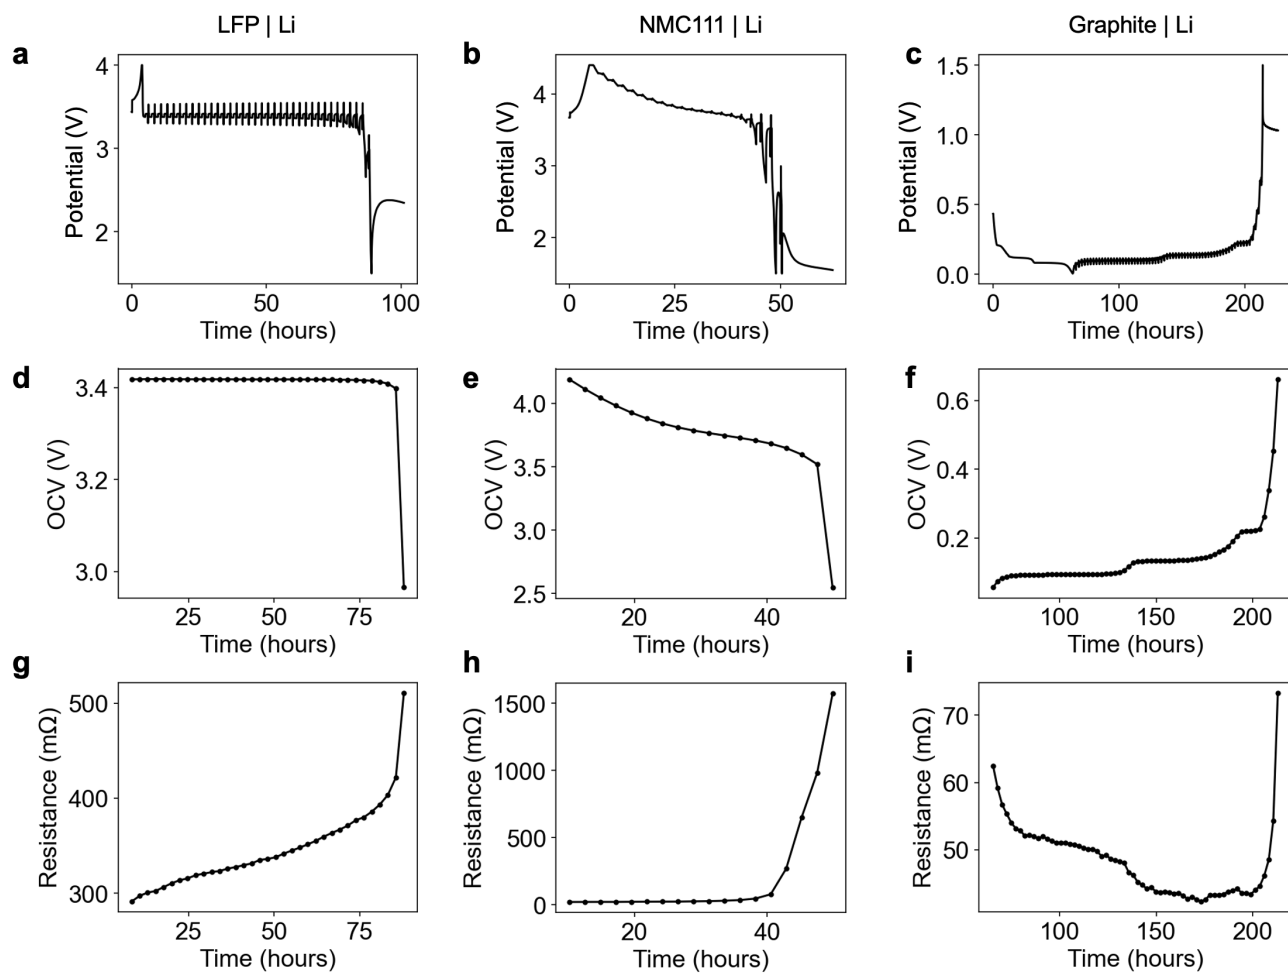 LFP | Li
NMC111 | Li
Graphite | Li
a
Potential (V)
4
3
2
0
50
100
Time (hours)
b
Potential (V)
4
3
2
0
25
50
Time (hours)
c
Potential (V)
1.5
1.0
0.5
0.0
0
100
200
Time (hours)
d
OCV (V)
3.4
3.2
3.0
25
50
75
Time (hours)
e
OCV (V)
4.0
3.5
3.0
2.5
20
40
Time (hours)
f
OCV (V)
0.6
0.4
0.2
100
150
200
Time (hours)
g
Resistance (mΩ)
500
400
300
25
50
75
Time (hours)
h
Resistance (mΩ)
1500
1000
500
0
20
40
Time (hours)
i
Resistance (mΩ)
70
60
50
100
150
200
Time (hours)